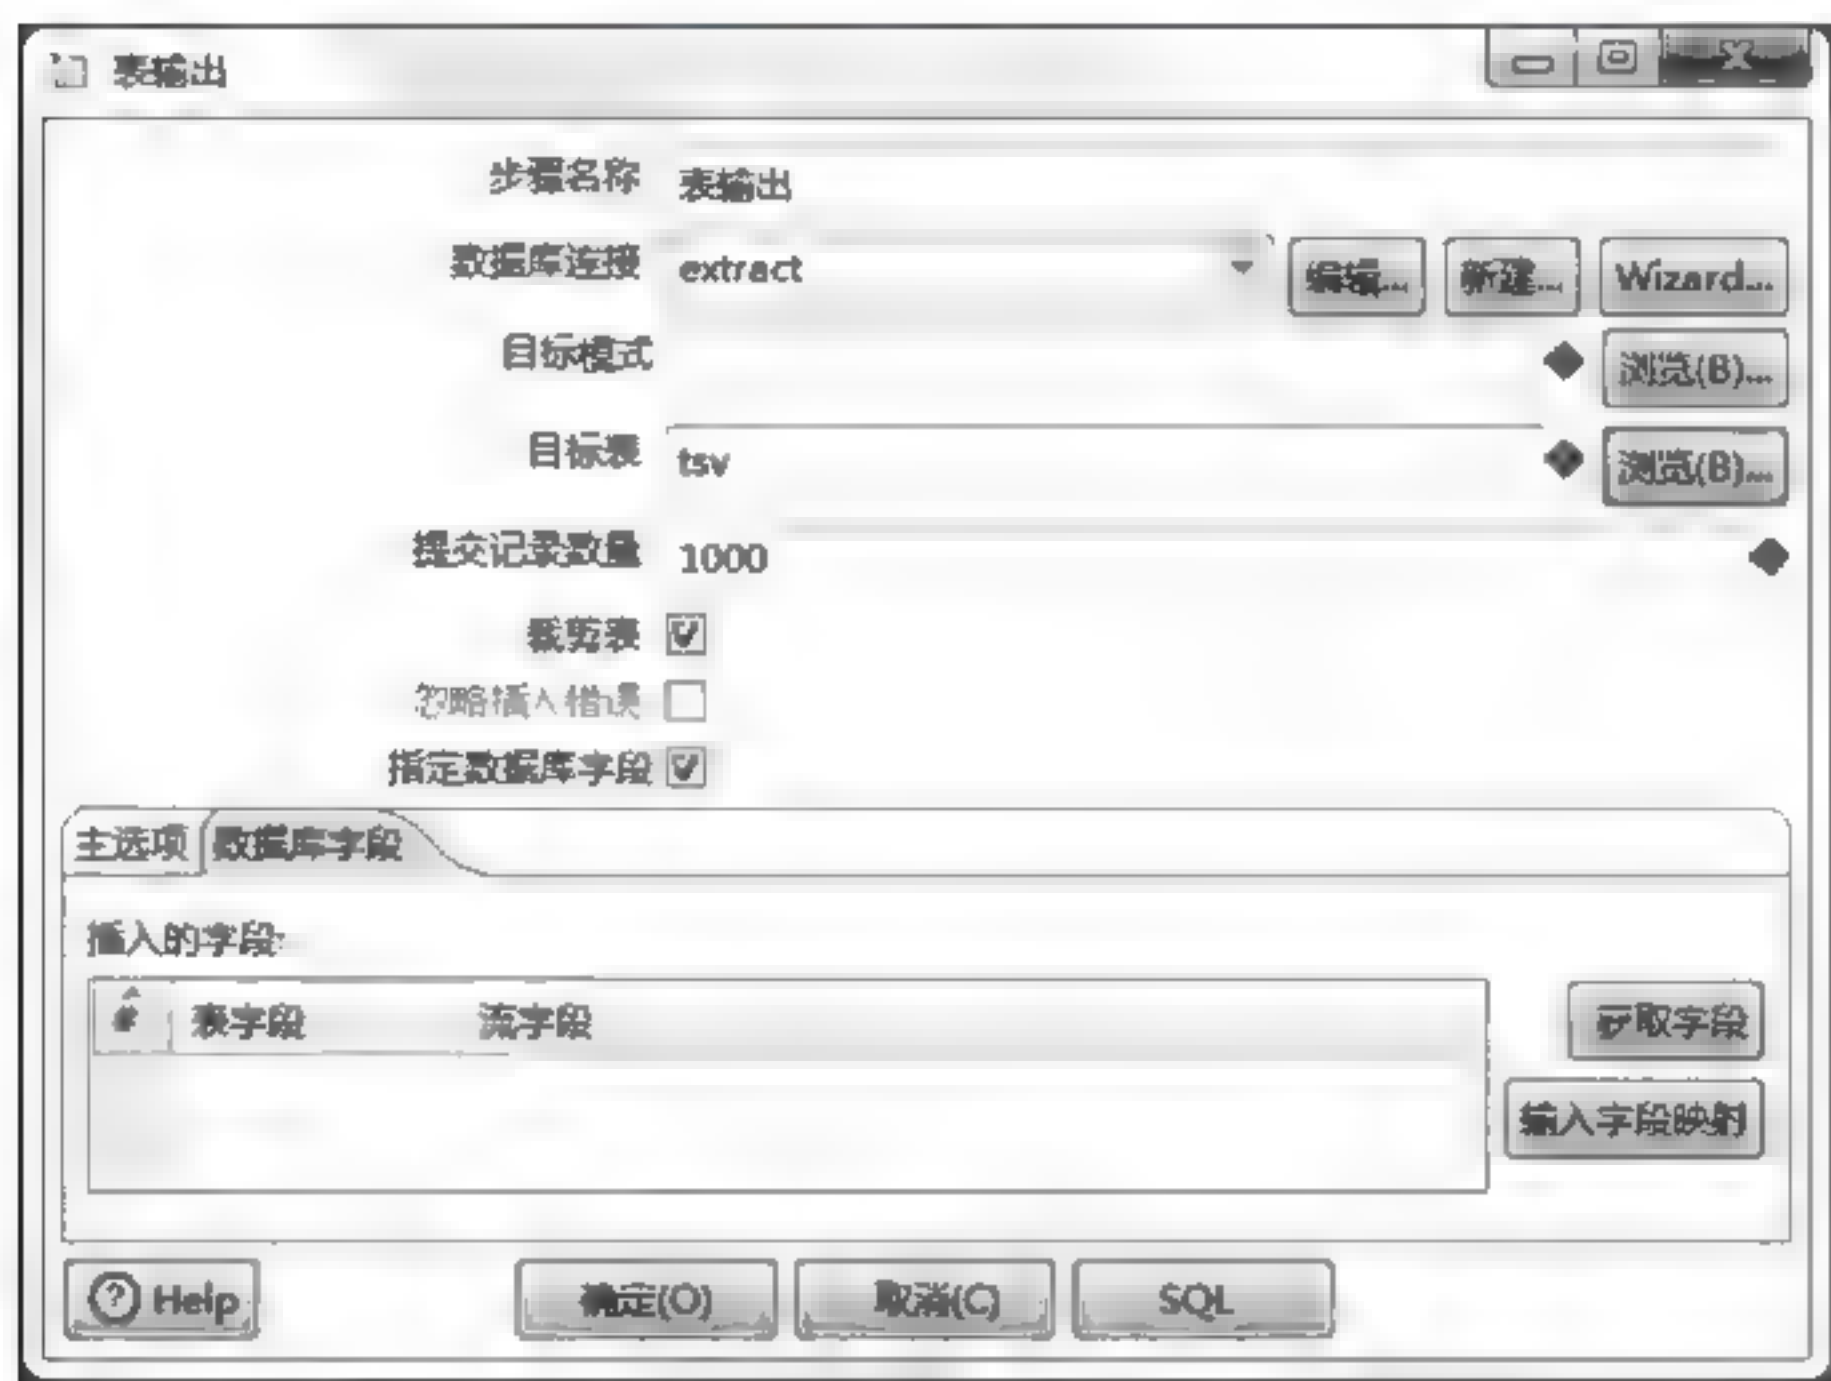 表输出
步骤名称 表输出
数据库连接 extract 编辑... 新建... Wizard...
目标模式 浏览(B)...
目标表 tsv 浏览(B)...
提交记录数量 1000
裁剪表
忽略插入错误
指定数据库字段
主选项 数据库字段
插入的字段:
# 表字段 流字段
获取字段
输入字段映射
Help 确定(O) 取消(C) SQL